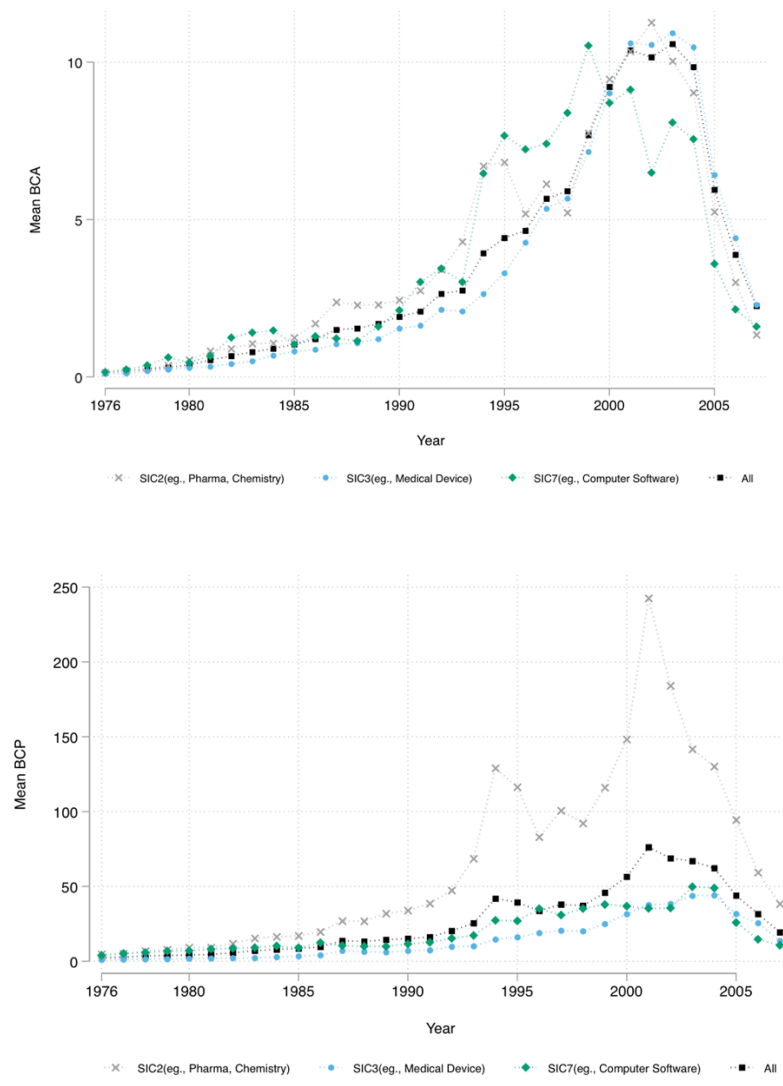 10
5
0
Mean BCA
1976 1980 1985 1990 1995 2000 2005
Year
SIC2(eg., Pharma, Chemistry) SIC3(eg., Medical Device) SIC7(eg., Computer Software) All
250
200
150
100
50
0
Mean BCP
1976 1980 1985 1990 1995 2000 2005
Year
SIC2(eg., Pharma, Chemistry) SIC3(eg., Medical Device) SIC7(eg., Computer Software) All